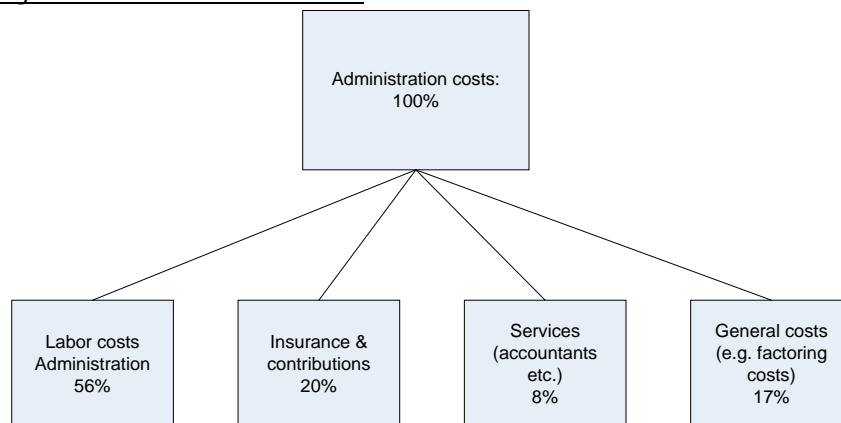 Administration costs:
100%
Labor costs
Administration
56%
Insurance &
contributions
20%
Services
(accountants
etc.)
8%
General costs
(e.g. factoring
costs)
17%